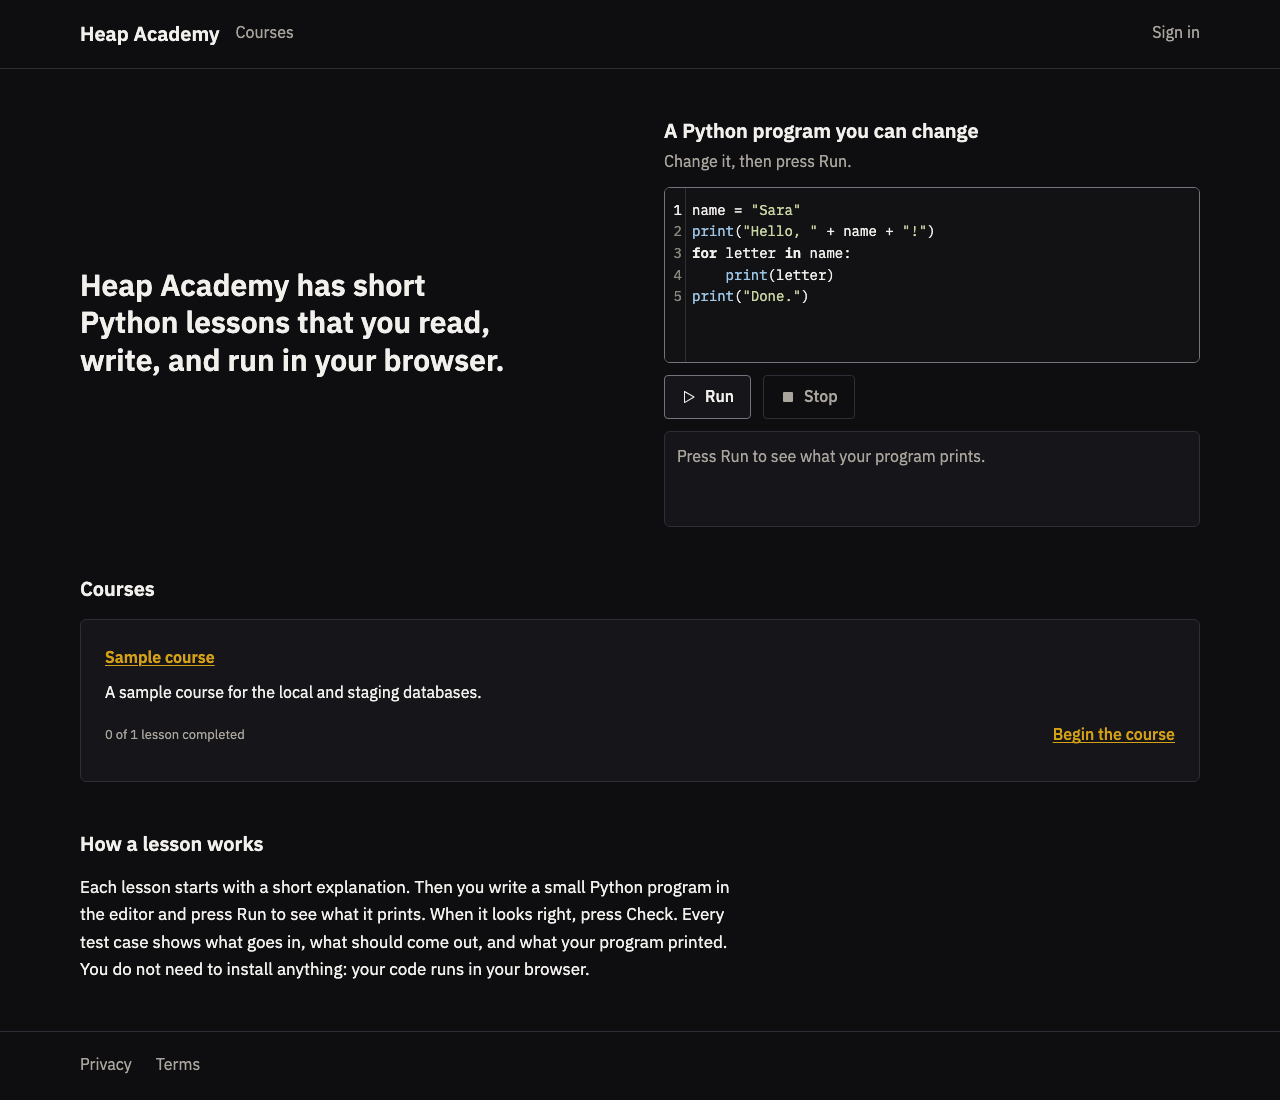 Heap Academy Courses Sign in
A Python program you can change
Change it, then press Run.
1 name = "Sara"
2 print("Hello, " + name + "!")
3 for letter in name:
4     print(letter)
5 print("Done.")
Heap Academy has short
Python lessons that you read,
write, and run in your browser.
Run Stop
Press Run to see what your program prints.
Courses
Sample course
A sample course for the local and staging databases.
0 of 1 lesson completed Begin the course
How a lesson works
Each lesson starts with a short explanation. Then you write a small Python program in
the editor and press Run to see what it prints. When it looks right, press Check. Every
test case shows what goes in, what should come out, and what your program printed.
You do not need to install anything: your code runs in your browser.
Privacy Terms